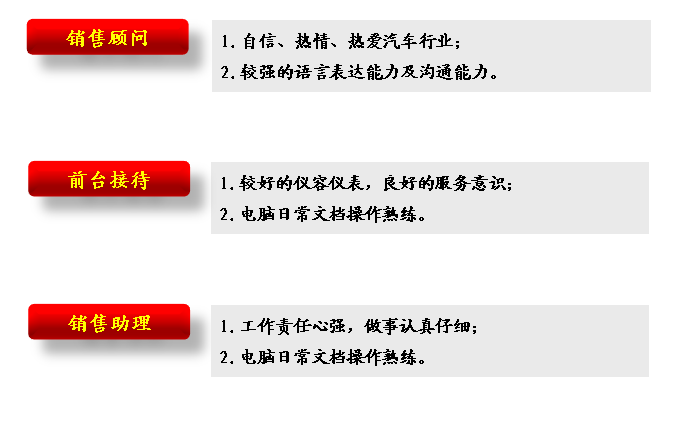 销售顾问
1. 自信、热情、热爱汽车行业；
2. 较强的语言表达能力及沟通能力。
前台接待
1. 较好的仪容仪表，良好的服务意识；
2. 电脑日常文档操作熟练。
销售助理
1. 工作责任心强，做事认真仔细；
2. 电脑日常文档操作熟练。